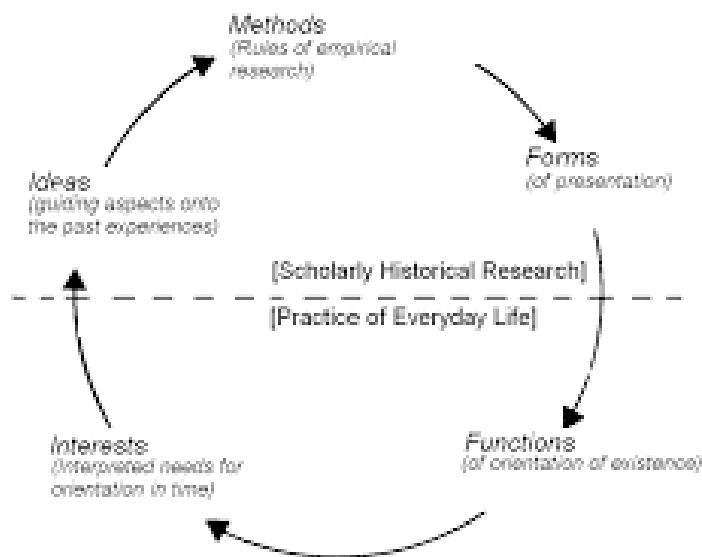 Methods
(Rules of empirical
research)
Forms
(of presentation)
Ideas
(guiding aspects onto
the past experiences)
[Scholarly Historical Research]
[Practice of Everyday Life]
Interests
(Interpreted needs for
orientation in time)
Functions
(of orientation of existence)